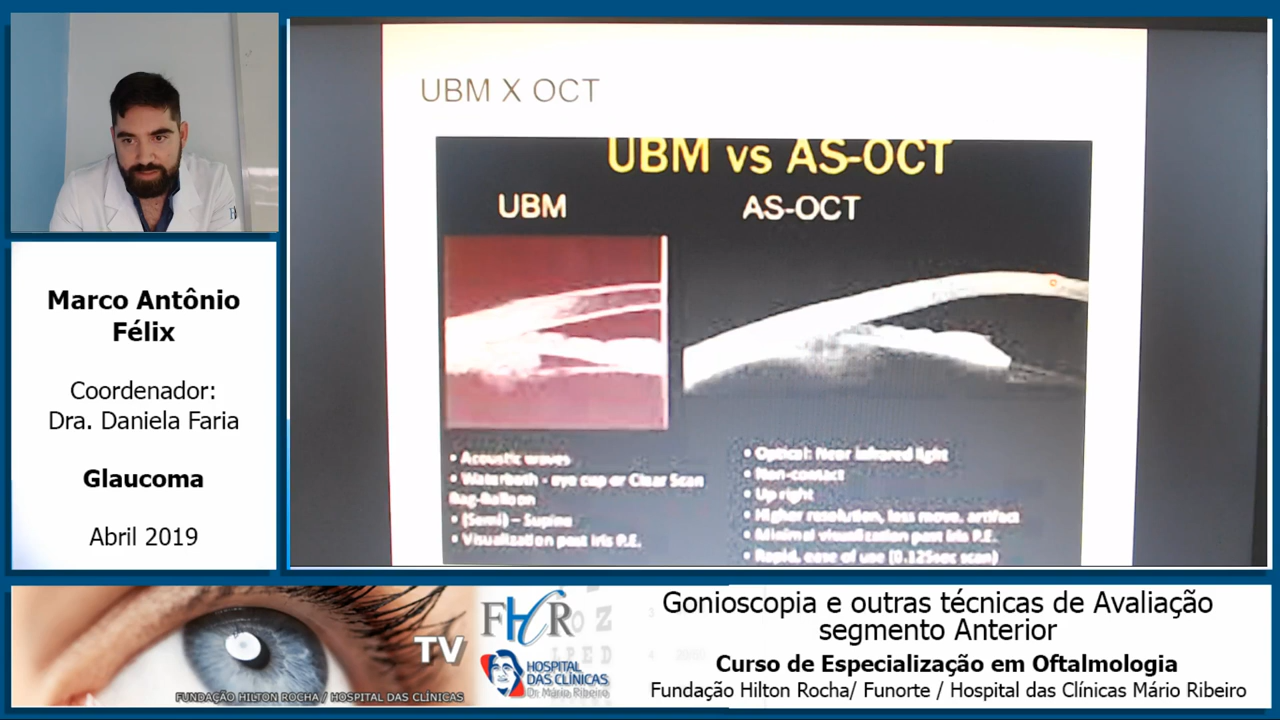 UBM X OCT
UBM vs AS-OCT
UBM
AS-OCT
• Acoustic waves
• Waterbath - eye cup or Clear Scan
Bag-Balloon
• (Semi) – Supine
• Visualization post iris P.E.
• Optical: Near infrared light
• Non-contact
• Up right
• Higher resolution, less move. artifact
• Minimal visualization past iris P.E.
• Rapid, ease of use (0.125sec scan)
Marco Antônio
Félix
Coordenador:
Dra. Daniela Faria
Glaucoma
Abril 2019
TV
FUNDAÇÃO HILTON ROCHA / HOSPITAL DAS CLÍNICAS
FHCR
HOSPITAL
DAS CLÍNICAS
Dr. Mário Ribeiro
Gonioscopia e outras técnicas de Avaliação
segmento Anterior
Curso de Especialização em Oftalmologia
Fundação Hilton Rocha/ Funorte / Hospital das Clínicas Mário Ribeiro